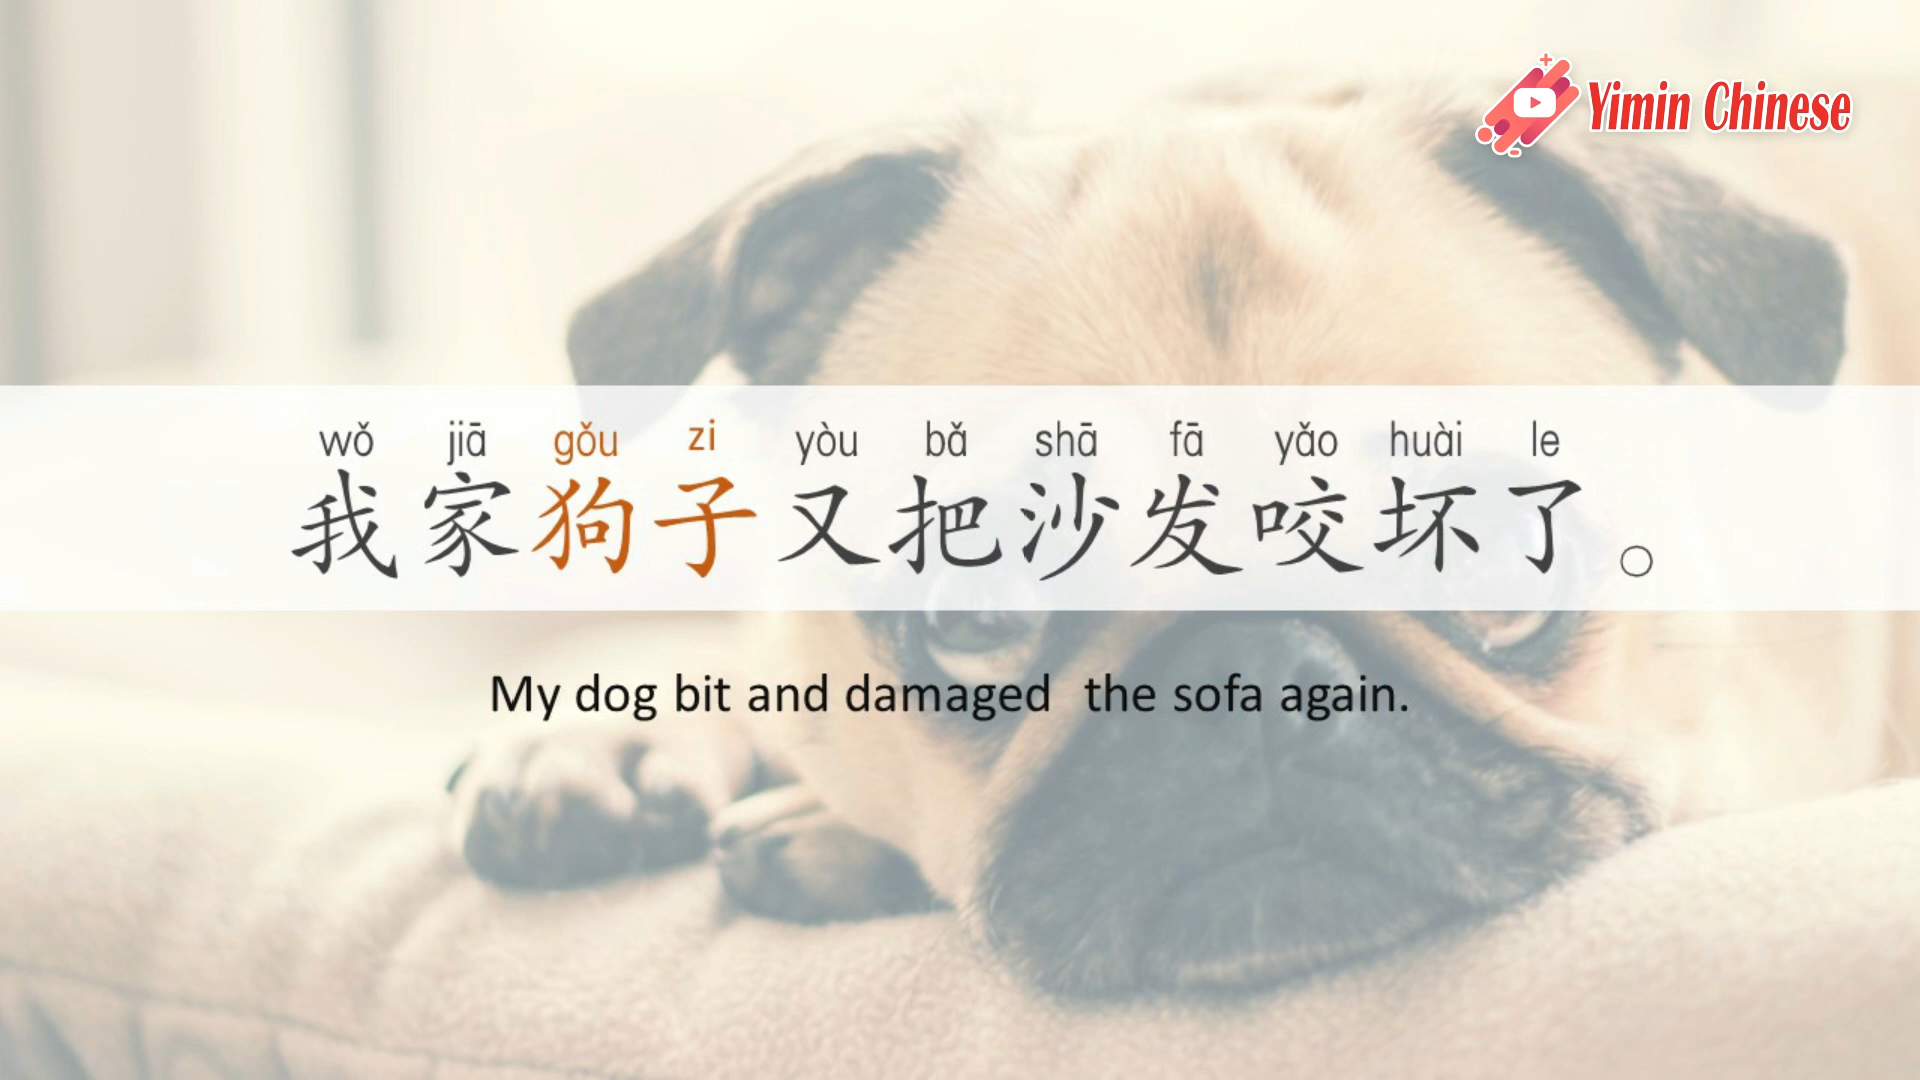 Yimin Chinese
wǒ jiā gǒu zi yòu bǎ shā fā yǎo huài le
我家狗子又把沙发咬坏了。
My dog bit and damaged the sofa again.